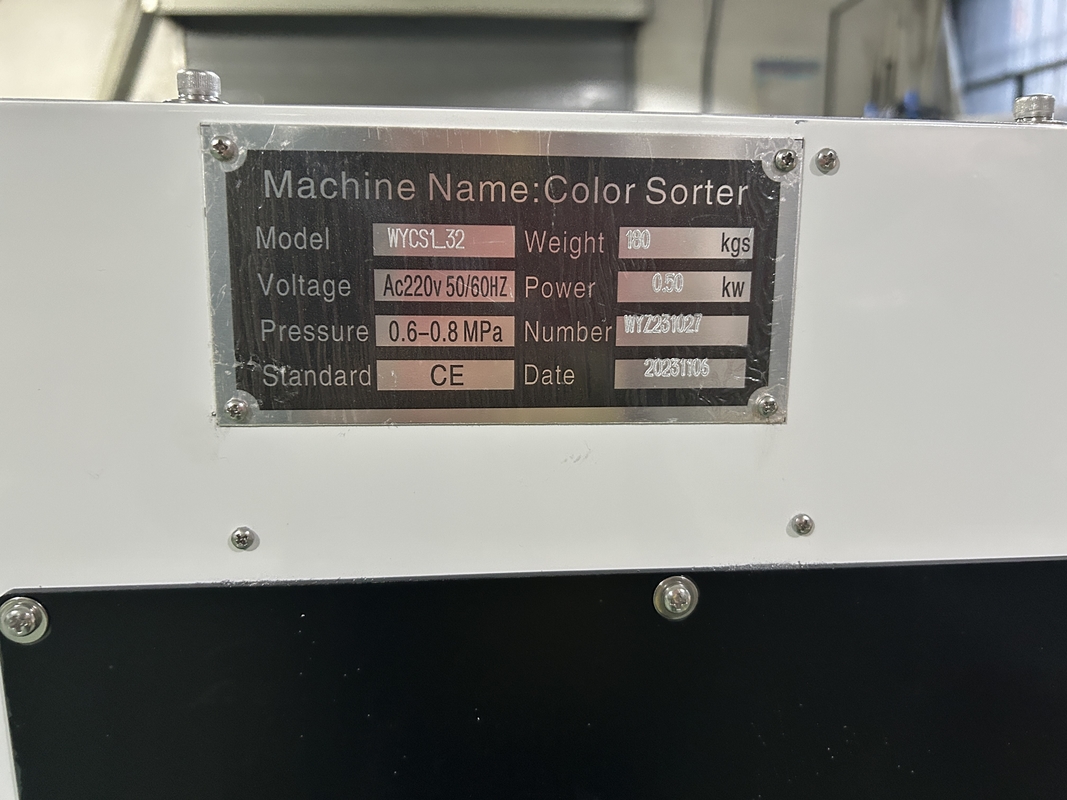 Machine Name:Color Sorter
Model WYCS1_32 Weight 180 kgs
Voltage Ac220v 50/60HZ Power 0.50 kw
Pressure 0.6-0.8 MPa Number WYZ231027
Standard CE Date 20231106